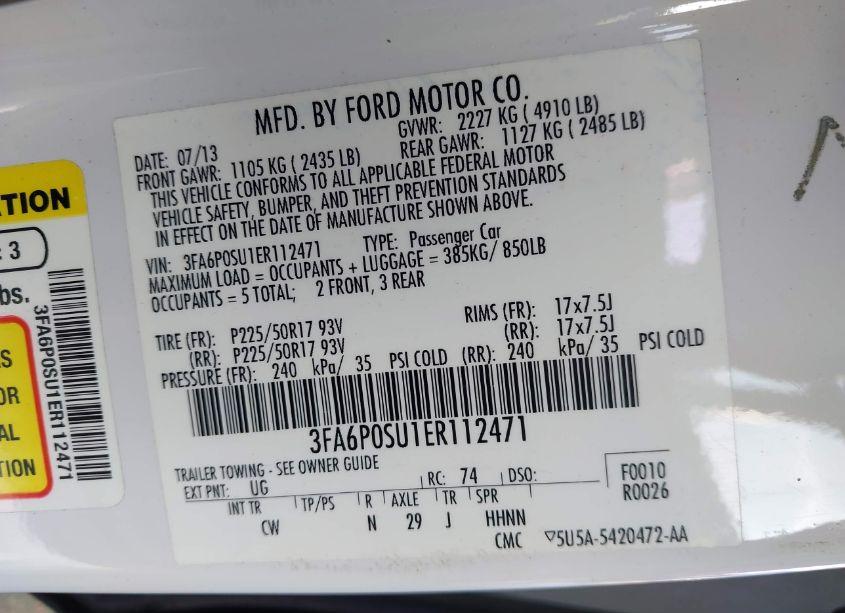 MFD. BY FORD MOTOR CO.
DATE: 07/13 GVWR: 2227 KG ( 4910 LB)
FRONT GAWR: 1105 KG ( 2435 LB) REAR GAWR: 1127 KG ( 2485 LB)
THIS VEHICLE CONFORMS TO ALL APPLICABLE FEDERAL MOTOR
VEHICLE SAFETY, BUMPER, AND THEFT PREVENTION STANDARDS
IN EFFECT ON THE DATE OF MANUFACTURE SHOWN ABOVE.
VIN: 3FA6P0SU1ER112471 TYPE: Passenger Car
MAXIMUM LOAD = OCCUPANTS + LUGGAGE = 385KG/ 850LB
OCCUPANTS = 5 TOTAL; 2 FRONT, 3 REAR
TIRE (FR): P225/50R17 93V RIMS (FR): 17x7.5J
(RR): P225/50R17 93V (RR): 17x7.5J
PRESSURE (FR): 240 kPa/ 35 PSI COLD (RR): 240 kPa/ 35 PSI COLD
3FA6P0SU1ER112471
TRAILER TOWING - SEE OWNER GUIDE
EXT PNT: UG RC: 74 DSO: F0010
R0026
INT TR TP/PS R AXLE TR SPR
CW N 29 J HHNN
CMC ▽5U5A-5420472-AA
TION
: 3
bs.
3FA6P0SU1ER112471
S
OR
AL
TION